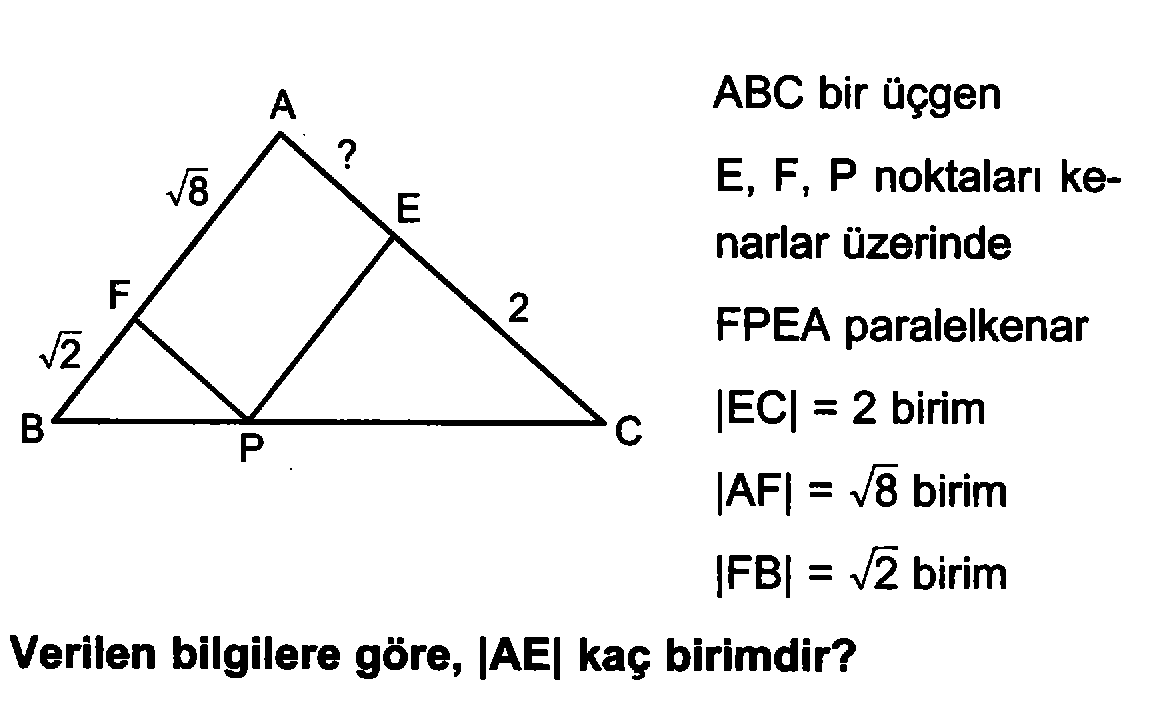 A
?
√8
E
F
2
√2
B
P
C
ABC bir üçgen
E, F, P noktaları ke-
narlar üzerinde
FPEA paralelkenar
|EC| = 2 birim
|AF| = √8 birim
|FB| = √2 birim
Verilen bilgilere göre, |AE| kaç birimdir?